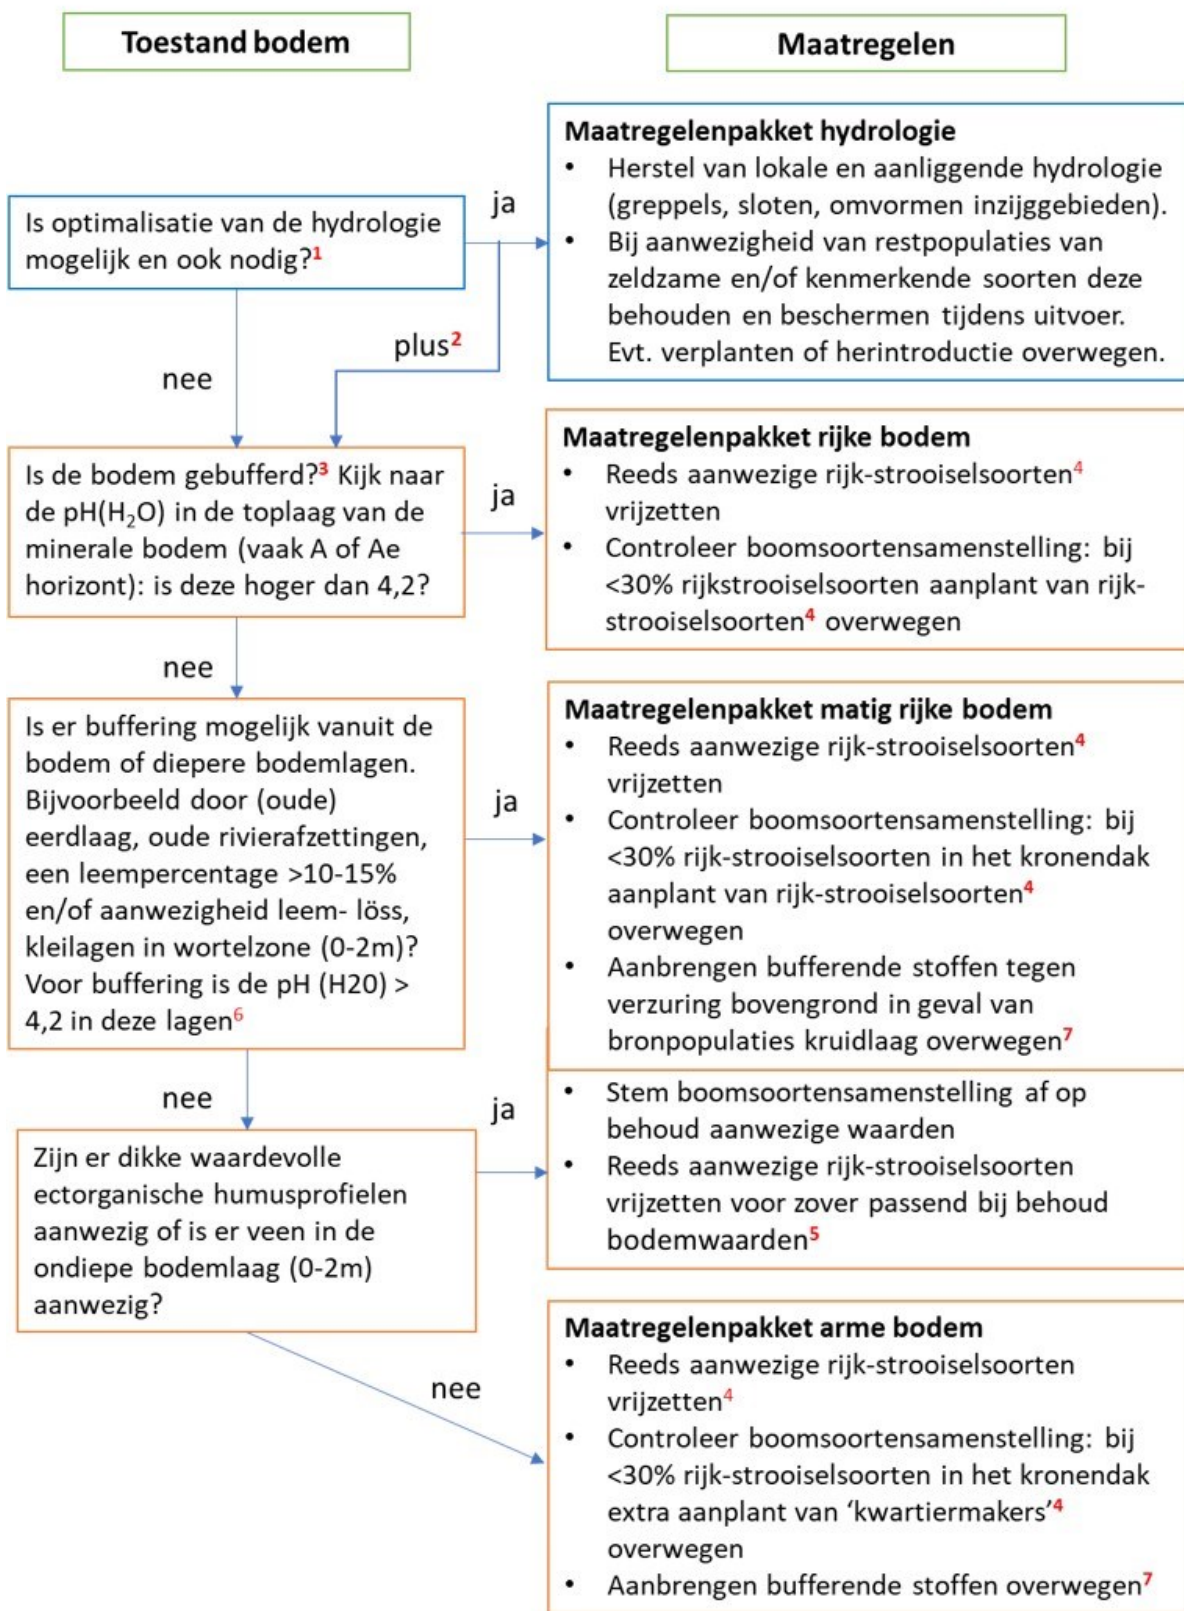 Toestand bodem
Maatregelen
Is optimalisatie van de hydrologie
mogelijk en ook nodig?1
ja
Maatregelenpakket hydrologie
• Herstel van lokale en aanliggende hydrologie
(greppels, sloten, omvormen inzijggebieden).
• Bij aanwezigheid van restpopulaties van
zeldzame en/of kenmerkende soorten deze
behouden en beschermen tijdens uitvoer.
Evt. verplanten of herintroductie overwegen.
plus2
nee
Is de bodem gebufferd?3 Kijk naar
de pH(H2O) in de toplaag van de
minerale bodem (vaak A of Ae
horizont): is deze hoger dan 4,2?
ja
Maatregelenpakket rijke bodem
• Reeds aanwezige rijk-strooiselsoorten4
vrijzetten
• Controleer boomsoortensamenstelling: bij
<30% rijkstrooiselsoorten aanplant van rijk-
strooiselsoorten4 overwegen
nee
Is er buffering mogelijk vanuit de
bodem of diepere bodemlagen.
Bijvoorbeeld door (oude)
eerdlaag, oude rivierafzettingen,
een leempercentage >10-15%
en/of aanwezigheid leem- löss,
kleilagen in wortelzone (0-2m)?
Voor buffering is de pH (H20) >
4,2 in deze lagen6
ja
Maatregelenpakket matig rijke bodem
• Reeds aanwezige rijk-strooiselsoorten4
vrijzetten
• Controleer boomsoortensamenstelling: bij
<30% rijk-strooiselsoorten in het kronendak
aanplant van rijk-strooiselsoorten4
overwegen
• Aanbrengen bufferende stoffen tegen
verzuring bovengrond in geval van
bronpopulaties kruidlaag overwegen7
nee
Zijn er dikke waardevolle
ectorganische humusprofielen
aanwezig of is er veen in de
ondiepe bodemlaag (0-2m)
aanwezig?
ja
• Stem boomsoortensamenstelling af op
behoud aanwezige waarden
• Reeds aanwezige rijk-strooiselsoorten
vrijzetten voor zover passend bij behoud
bodemwaarden5
nee
Maatregelenpakket arme bodem
• Reeds aanwezige rijk-strooiselsoorten
vrijzetten4
• Controleer boomsoortensamenstelling: bij
<30% rijk-strooiselsoorten in het kronendak
extra aanplant van ‘kwartiermakers’4
overwegen
• Aanbrengen bufferende stoffen overwegen7